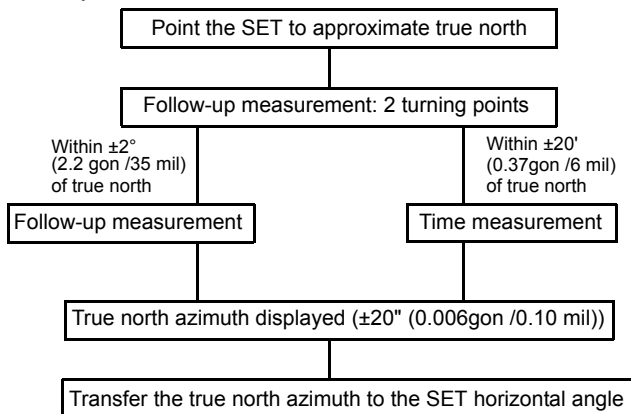 Point the SET to approximate true north
Follow-up measurement: 2 turning points
Within ±2°
(2.2 gon /35 mil)
of true north
Within ±20'
(0.37gon /6 mil)
of true north
Follow-up measurement
Time measurement
True north azimuth displayed (±20" (0.006gon /0.10 mil))
Transfer the true north azimuth to the SET horizontal angle